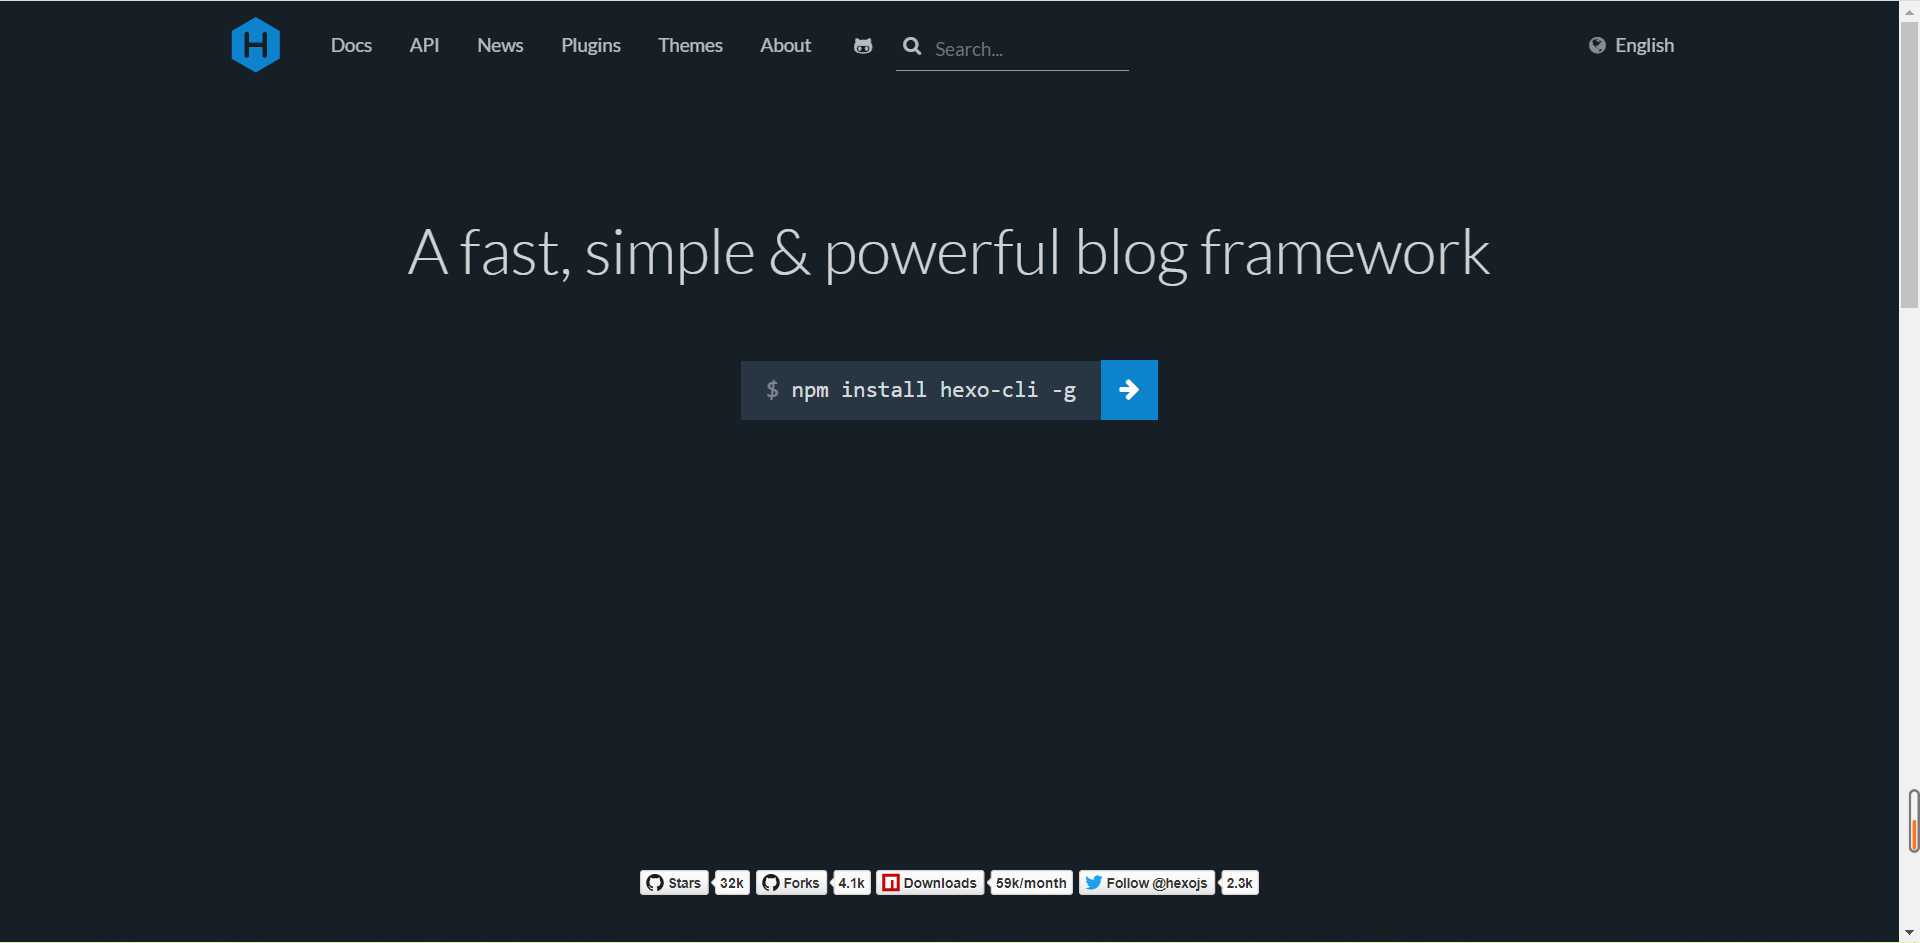 H Docs API News Plugins Themes About Search... English
A fast, simple & powerful blog framework
$ npm install hexo-cli -g
Stars 32k Forks 4.1k Downloads 59k/month Follow @hexojs 2.3k